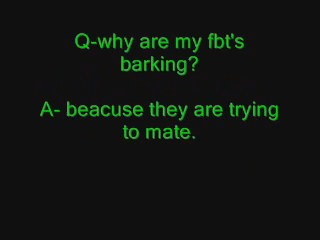 Q-why are my fbt's
barking?
A- beacuse they are trying
to mate.